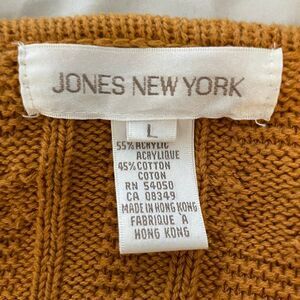 JONES NEW YORK
L
55% ACRYLIC
ACRYLIQUE
45% COTTON
COTON
RN 54050
CA 08349
MADE IN HONG KONG
FABRIQUE 'A
HONG KONG